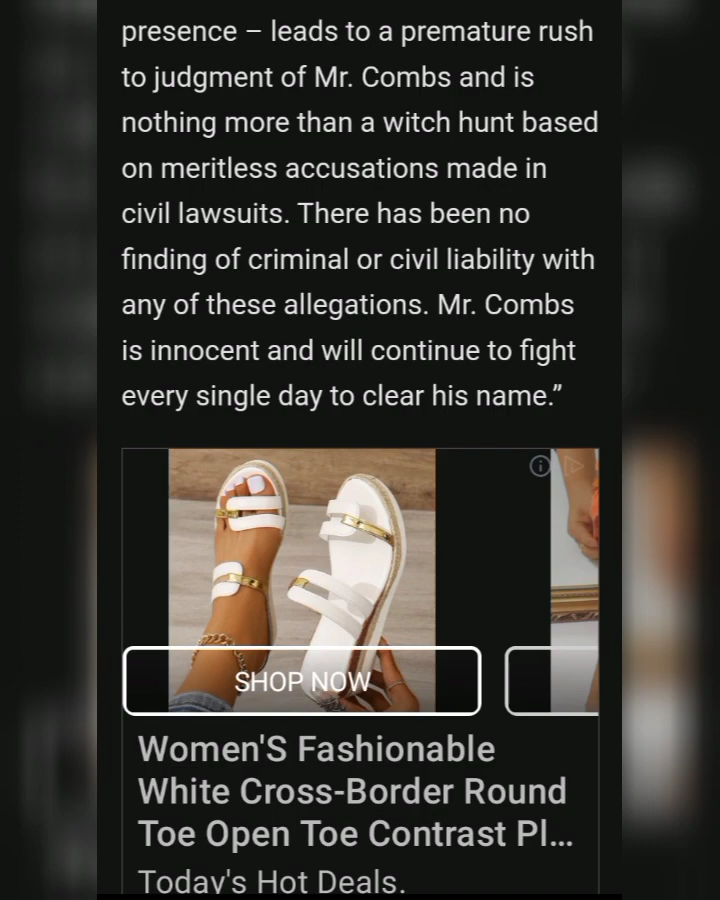 presence – leads to a premature rush
to judgment of Mr. Combs and is
nothing more than a witch hunt based
on meritless accusations made in
civil lawsuits. There has been no
finding of criminal or civil liability with
any of these allegations. Mr. Combs
is innocent and will continue to fight
every single day to clear his name.”
SHOP NOW
Women'S Fashionable
White Cross-Border Round
Toe Open Toe Contrast Pl...
Today's Hot Deals.